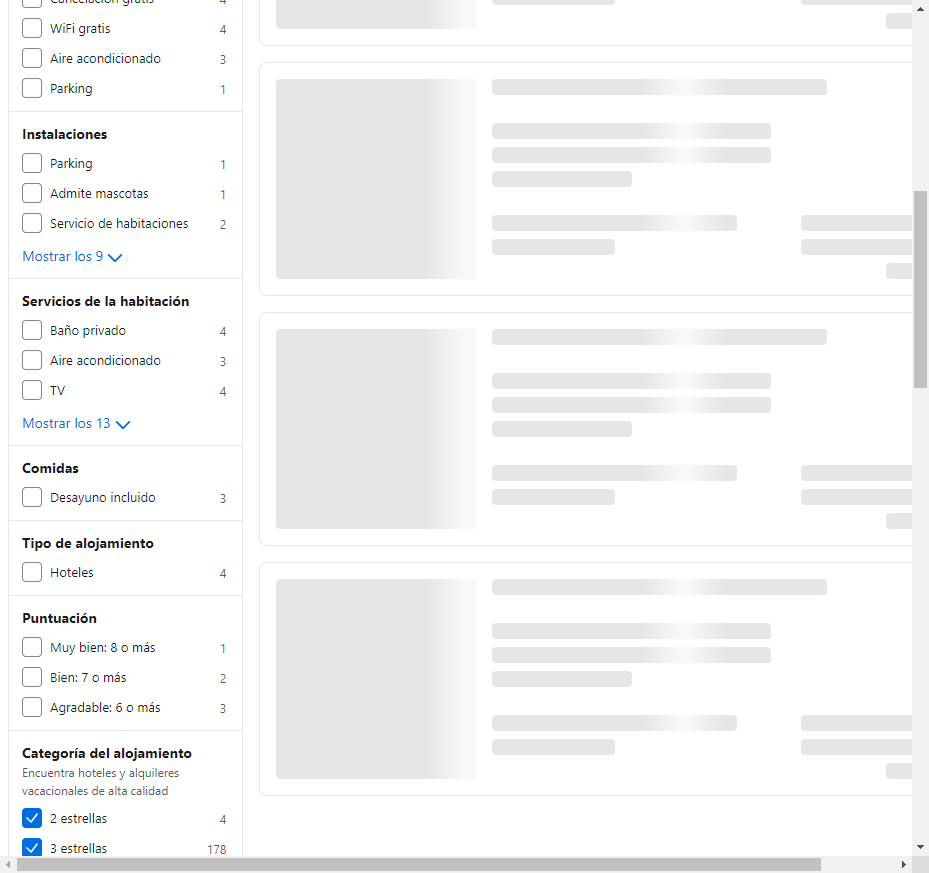 Cancelación gratis 4
WiFi gratis 4
Aire acondicionado 3
Parking 1
Instalaciones
Parking 1
Admite mascotas 1
Servicio de habitaciones 2
Mostrar los 9
Servicios de la habitación
Baño privado 4
Aire acondicionado 3
TV 4
Mostrar los 13
Comidas
Desayuno incluido 3
Tipo de alojamiento
Hoteles 4
Puntuación
Muy bien: 8 o más 1
Bien: 7 o más 2
Agradable: 6 o más 3
Categoría del alojamiento
Encuentra hoteles y alquileres
vacacionales de alta calidad
2 estrellas 4
3 estrellas 178